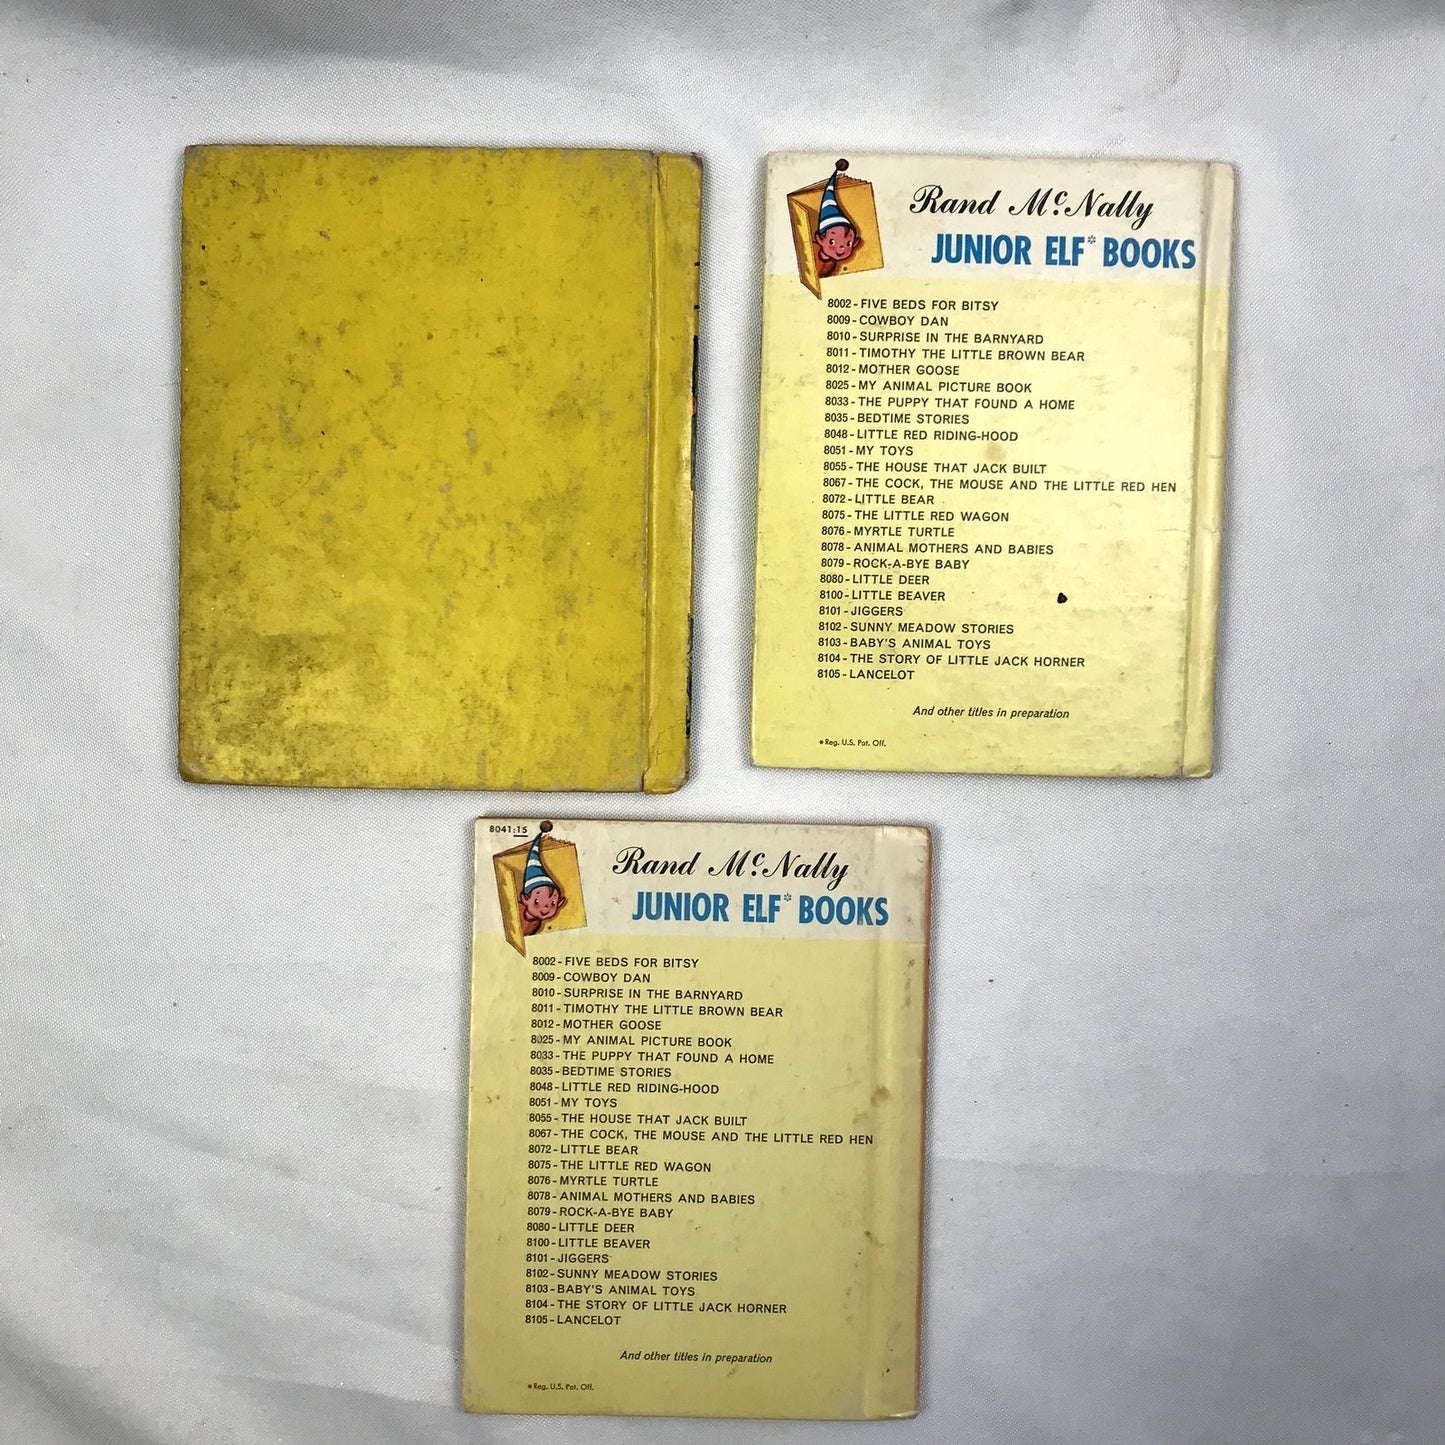 Rand McNally
JUNIOR ELF* BOOKS
8002-FIVE BEDS FOR BITSY
8009-COWBOY DAN
8010-SURPRISE IN THE BARNYARD
8011-TIMOTHY THE LITTLE BROWN BEAR
8012-MOTHER GOOSE
8025-MY ANIMAL PICTURE BOOK
8033-THE PUPPY THAT FOUND A HOME
8035-BEDTIME STORIES
8048-LITTLE RED RIDING-HOOD
8051-MY TOYS
8055-THE HOUSE THAT JACK BUILT
8067-THE COCK, THE MOUSE AND THE LITTLE RED HEN
8072-LITTLE BEAR
8075-THE LITTLE RED WAGON
8076-MYRTLE TURTLE
8078-ANIMAL MOTHERS AND BABIES
8079-ROCK-A-BYE BABY
8080-LITTLE DEER
8100-LITTLE BEAVER
8101-JIGGERS
8102-SUNNY MEADOW STORIES
8103-BABY'S ANIMAL TOYS
8104-THE STORY OF LITTLE JACK HORNER
8105-LANCELOT
And other titles in preparation
*Reg. U.S. Pat. Off.
8041:15
Rand McNally
JUNIOR ELF* BOOKS
8002-FIVE BEDS FOR BITSY
8009-COWBOY DAN
8010-SURPRISE IN THE BARNYARD
8011-TIMOTHY THE LITTLE BROWN BEAR
8012-MOTHER GOOSE
8025-MY ANIMAL PICTURE BOOK
8033-THE PUPPY THAT FOUND A HOME
8035-BEDTIME STORIES
8048-LITTLE RED RIDING-HOOD
8051-MY TOYS
8055-THE HOUSE THAT JACK BUILT
8067-THE COCK, THE MOUSE AND THE LITTLE RED HEN
8072-LITTLE BEAR
8075-THE LITTLE RED WAGON
8076-MYRTLE TURTLE
8078-ANIMAL MOTHERS AND BABIES
8079-ROCK-A-BYE BABY
8080-LITTLE DEER
8100-LITTLE BEAVER
8101-JIGGERS
8102-SUNNY MEADOW STORIES
8103-BABY'S ANIMAL TOYS
8104-THE STORY OF LITTLE JACK HORNER
8105-LANCELOT
And other titles in preparation
*Reg. U.S. Pat. Off.